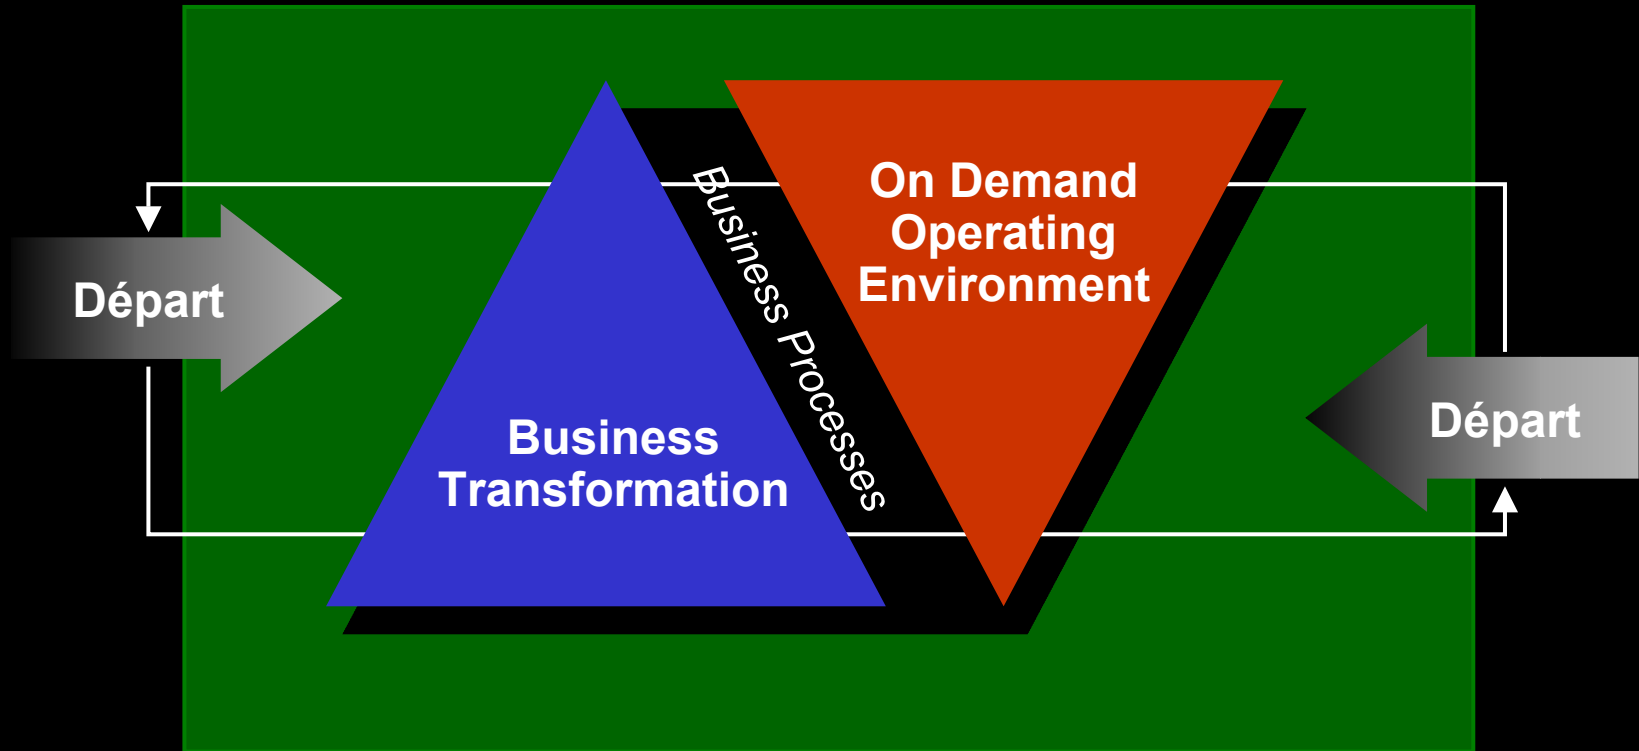 On Demand
Operating
Environment
Business Processes
Départ
Départ
Business
Transformation